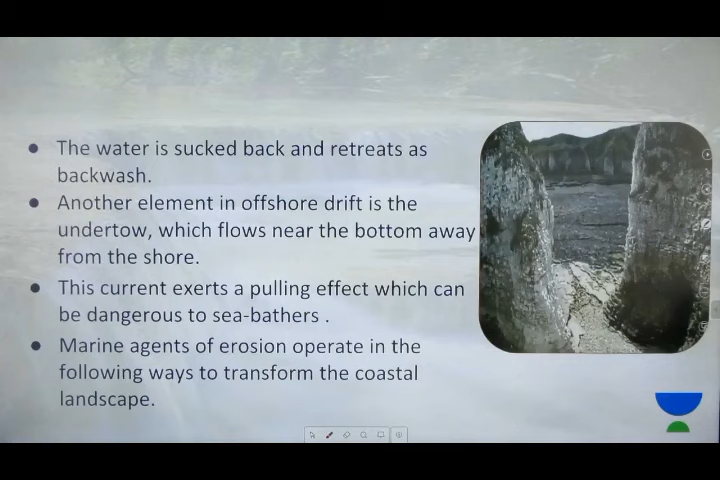 ● The water is sucked back and retreats as
backwash.
● Another element in offshore drift is the
undertow, which flows near the bottom away
from the shore.
● This current exerts a pulling effect which can
be dangerous to sea-bathers .
● Marine agents of erosion operate in the
following ways to transform the coastal
landscape.